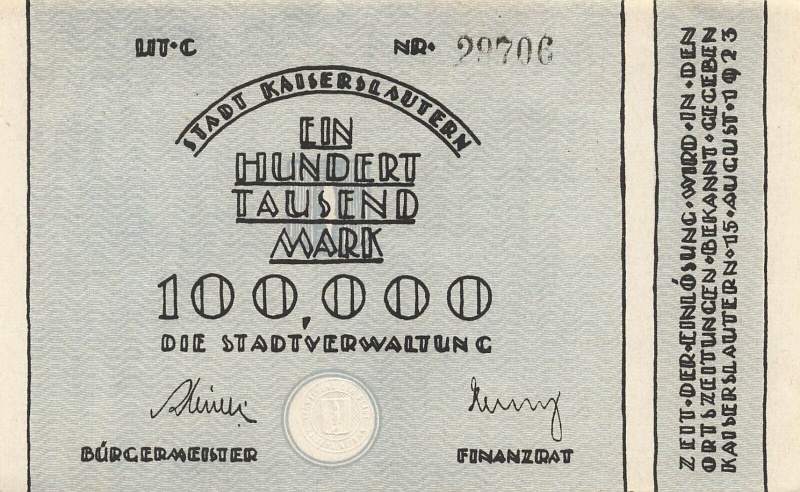 LIT·C NR· 29706
STADT KAISERSLAUTERN
EIN
HUNDERT
TAUSEND
MARK
100,000
DIE STADTVERWALTUNG
BÜRGERMEISTER FINANZRAT
ZEIT·DER·EINLÖSUNG·WIRD·IN·DEN
ORTSZEITUNGEN·BEKANNT·GEGEBEN
KAISERSLAUTERN·15·AUGUST·1923